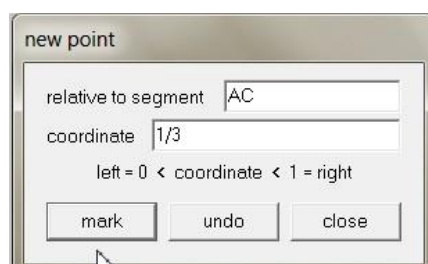 new point
relative to segment AC
coordinate 1/3
left = 0 < coordinate < 1 = right
mark undo close